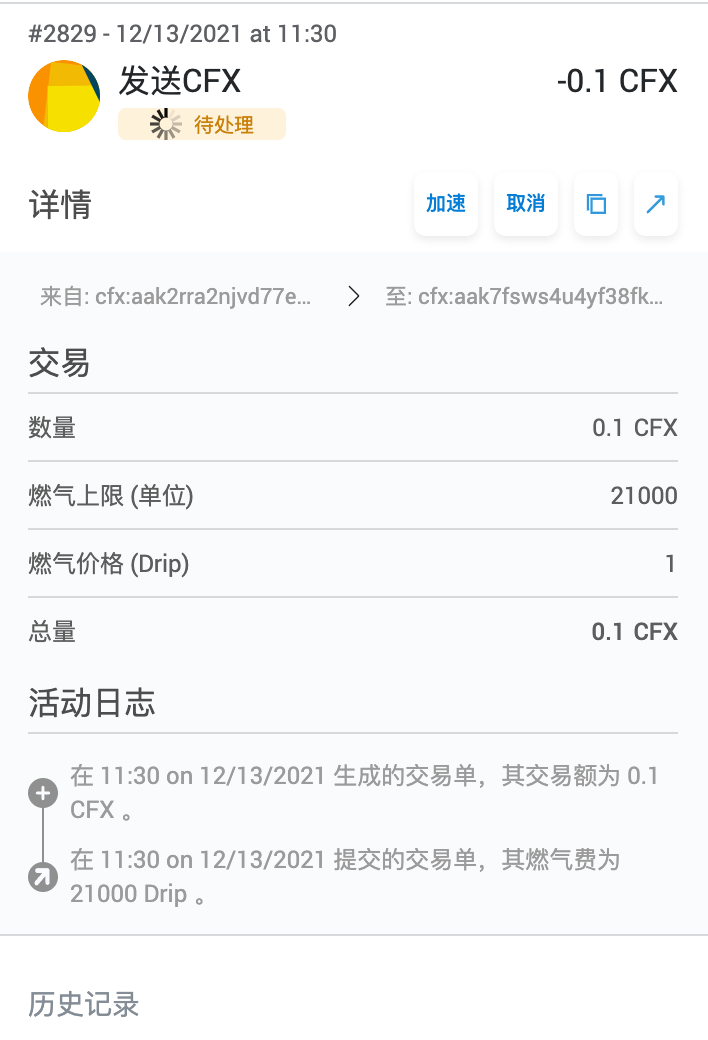 #2829 - 12/13/2021 at 11:30
发送CFX
-0.1 CFX
待处理
详情
加速
取消
来自: cfx:aak2rra2njvd77e...
至: cfx:aak7fsws4u4yf38fk...
交易
数量
0.1 CFX
燃气上限 (单位)
21000
燃气价格 (Drip)
1
总量
0.1 CFX
活动日志
在 11:30 on 12/13/2021 生成的交易单，其交易额为 0.1
CFX 。
在 11:30 on 12/13/2021 提交的交易单，其燃气费为
21000 Drip 。
历史记录